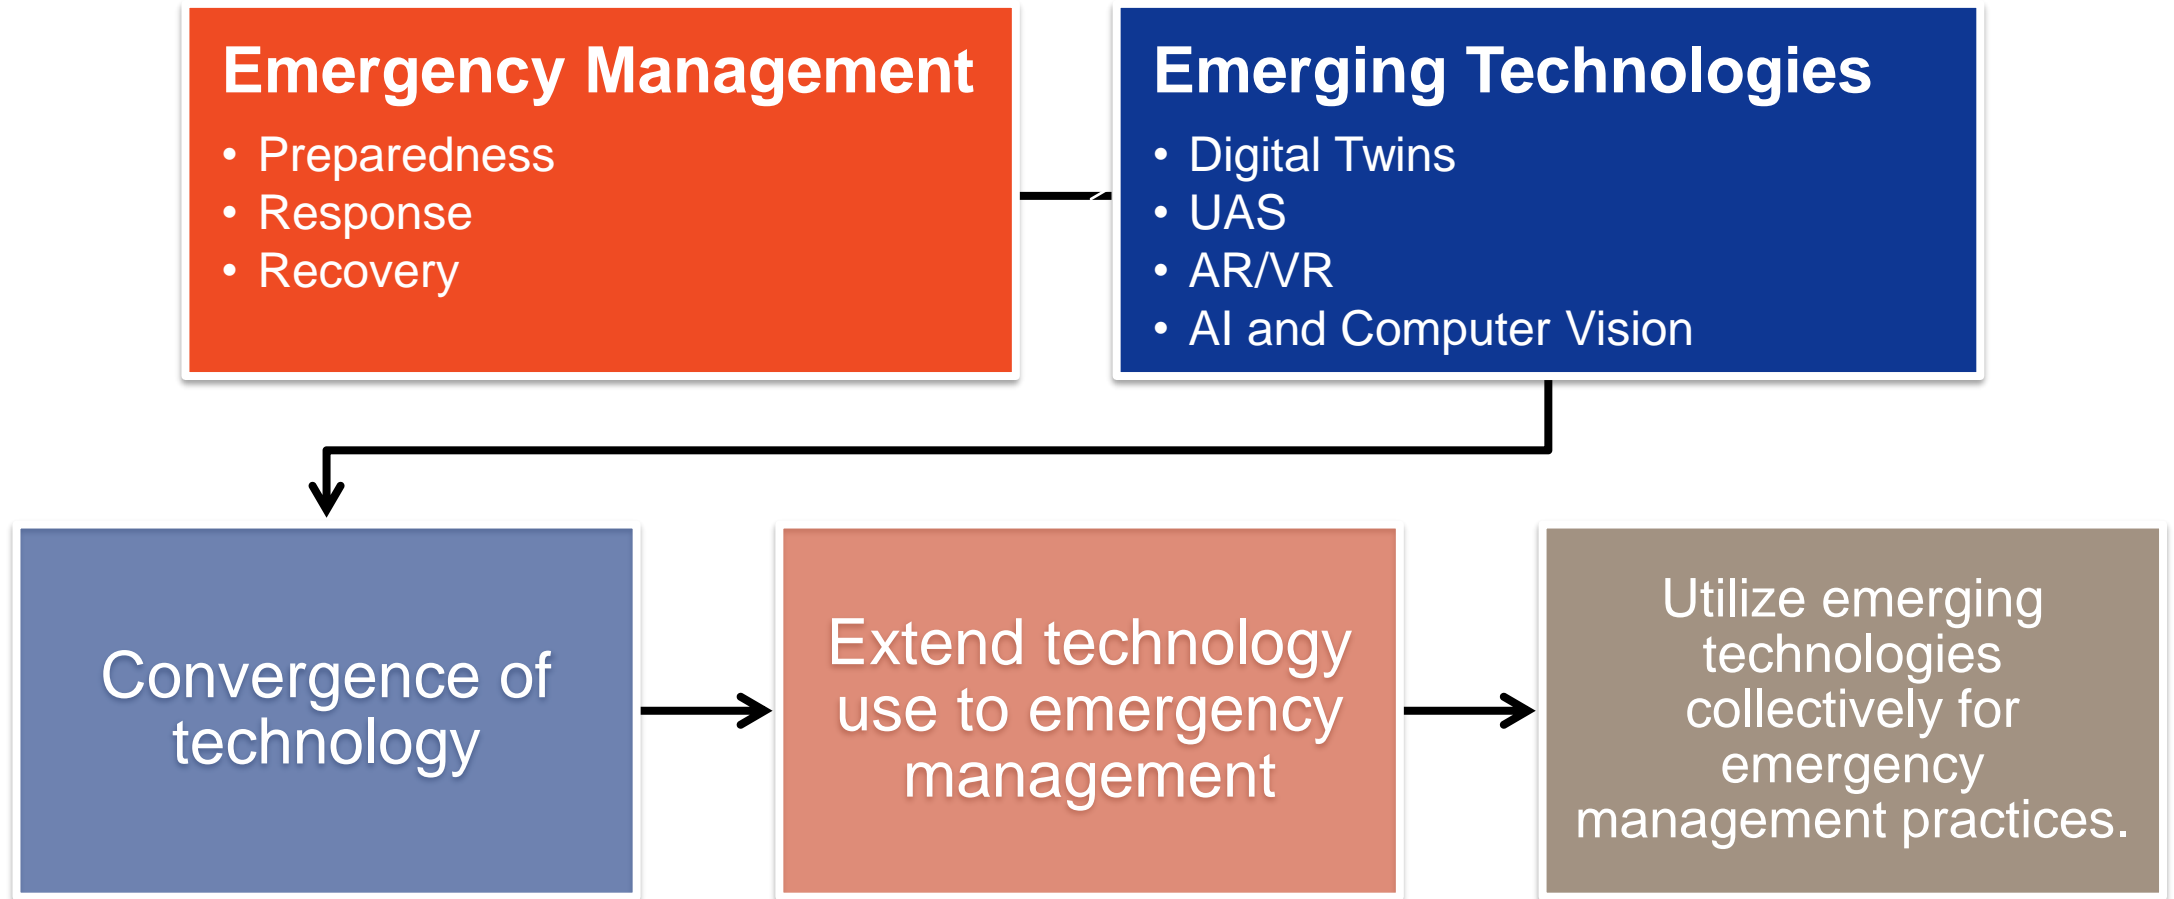 Emergency Management
• Preparedness
• Response
• Recovery
Emerging Technologies
• Digital Twins
• UAS
• AR/VR
• AI and Computer Vision
Convergence of
technology
Extend technology
use to emergency
management
Utilize emerging
technologies
collectively for
emergency
management practices.